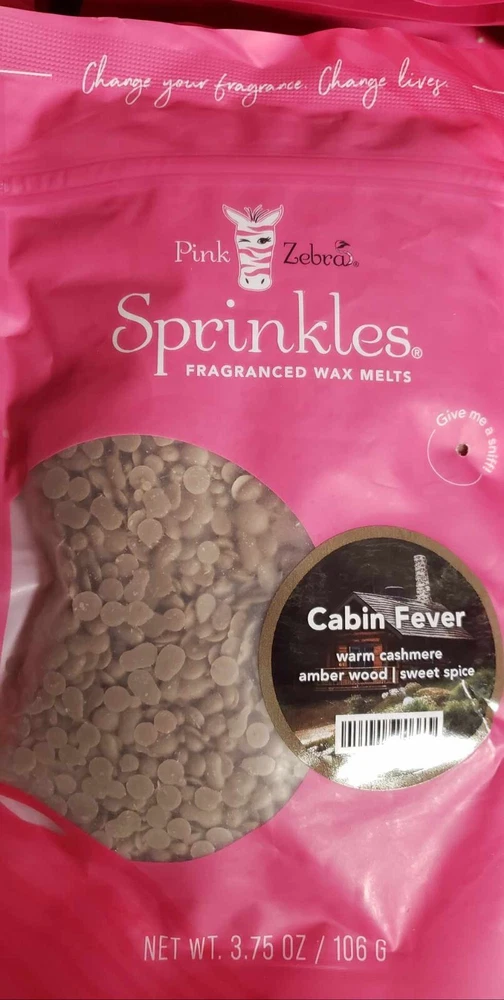 Change your fragrance. Change lives.
Pink Zebra®
Sprinkles®
FRAGRANCED WAX MELTS
Give me a sniff!
Cabin Fever
warm cashmere
amber wood | sweet spice
NET WT. 3.75 OZ / 106 G